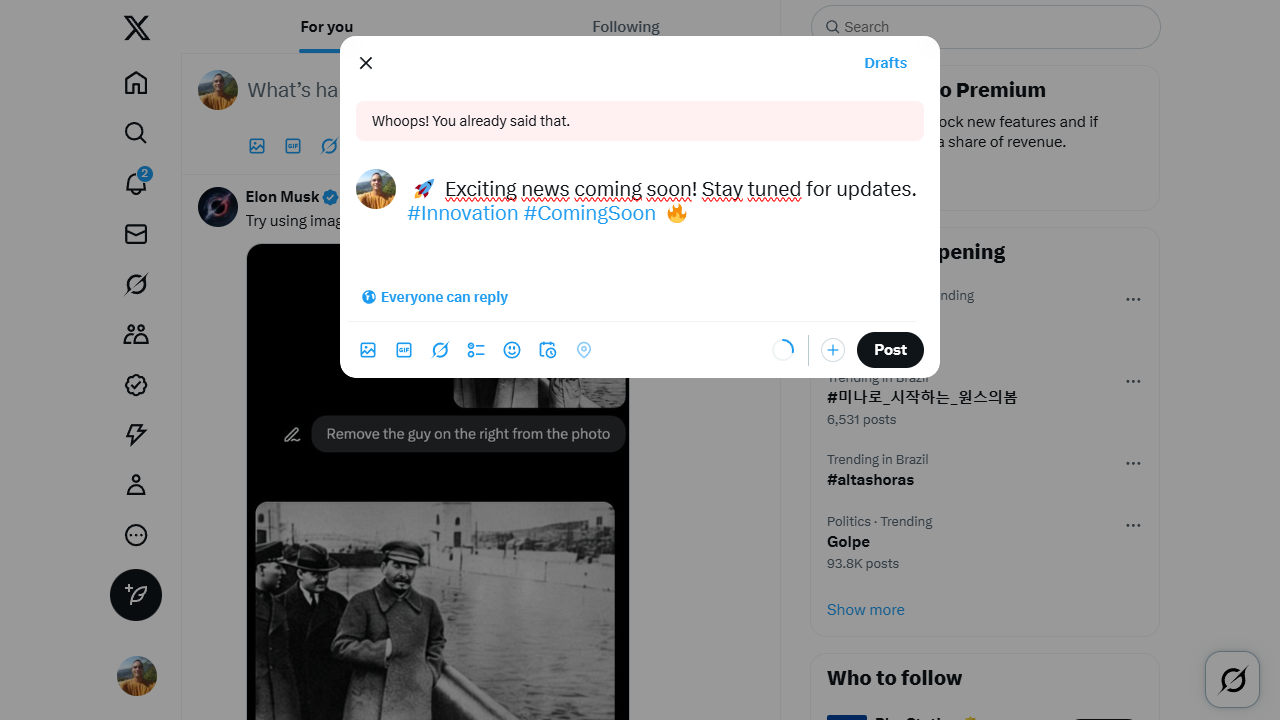 For you
Following
Search
What's ha
GIF
2
Elon Musk
Try using imag
Drafts
Whoops! You already said that.
🚀 Exciting news coming soon! Stay tuned for updates.
#Innovation #ComingSoon 🔥
Everyone can reply
GIF
Post
Remove the guy on the right from the photo
o Premium
ock new features and if
a share of revenue.
pening
nding
Trending in Brazil
#미나로_시작하는_원스의봄
6,531 posts
Trending in Brazil
#altashoras
Politics · Trending
Golpe
93.8K posts
Show more
Who to follow